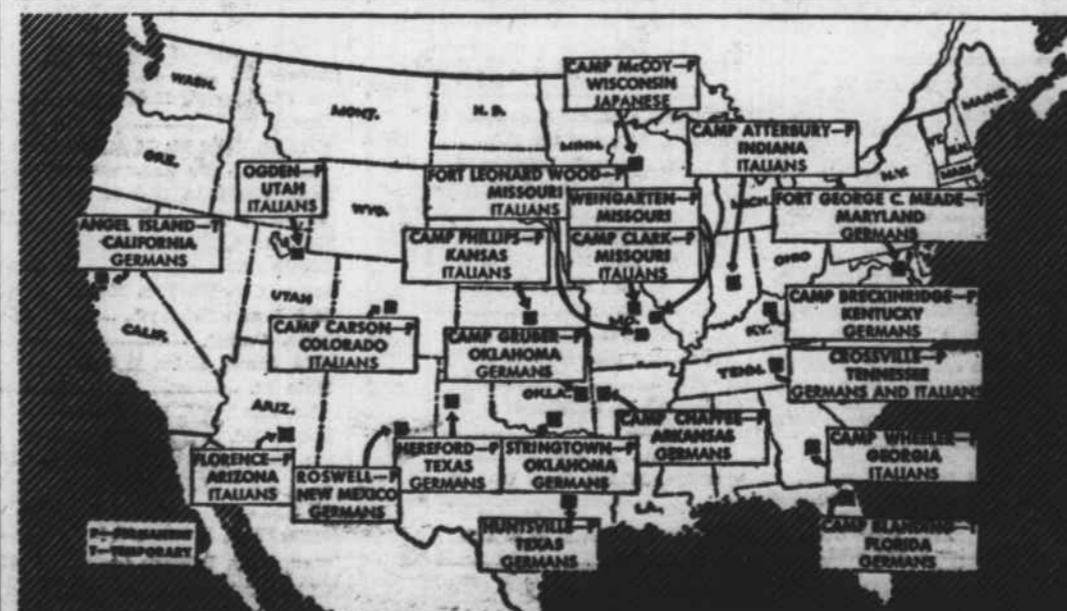 WASH.
MONT.
N. D.
MINN.
CAMP McCOY—P
WISCONSIN
JAPANESE
CAMP ATTERBURY—P
INDIANA
ITALIANS
MAINE
VT.
N.H.
MASS.
N.Y.
ORE.
OGDEN—P
UTAH
ITALIANS
WYO.
FORT LEONARD WOOD—P
MISSOURI
ITALIANS
WEINGARTEN—P
MISSOURI
MICH.
FORT GEORGE C. MEADE—T
MARYLAND
GERMANS
ANGEL ISLAND—T
CALIFORNIA
GERMANS
CAMP PHILLIPS—P
KANSAS
ITALIANS
CAMP CLARK—P
MISSOURI
ITALIANS
OHIO
UTAH
CALIF.
CAMP CARSON—P
COLORADO
ITALIANS
CAMP GRUBER—P
OKLAHOMA
GERMANS
MO.
KY.
CAMP BRECKINRIDGE—P
KENTUCKY
GERMANS
TENN.
CROSSVILLE—P
TENNESSEE
GERMANS AND ITALIANS
ARIZ.
OKLA.
CAMP CHAFFEE—P
ARKANSAS
GERMANS
FLORENCE—P
ARIZONA
ITALIANS
ROSWELL—P
NEW MEXICO
GERMANS
HEREFORD—P
TEXAS
GERMANS
STRINGTOWN—P
OKLAHOMA
GERMANS
CAMP WHEELER—P
GEORGIA
ITALIANS
LA.
HUNTSVILLE—P
TEXAS
GERMANS
CAMP BLANDING—T
FLORIDA
GERMANS
P—PERMANENT
T—TEMPORARY